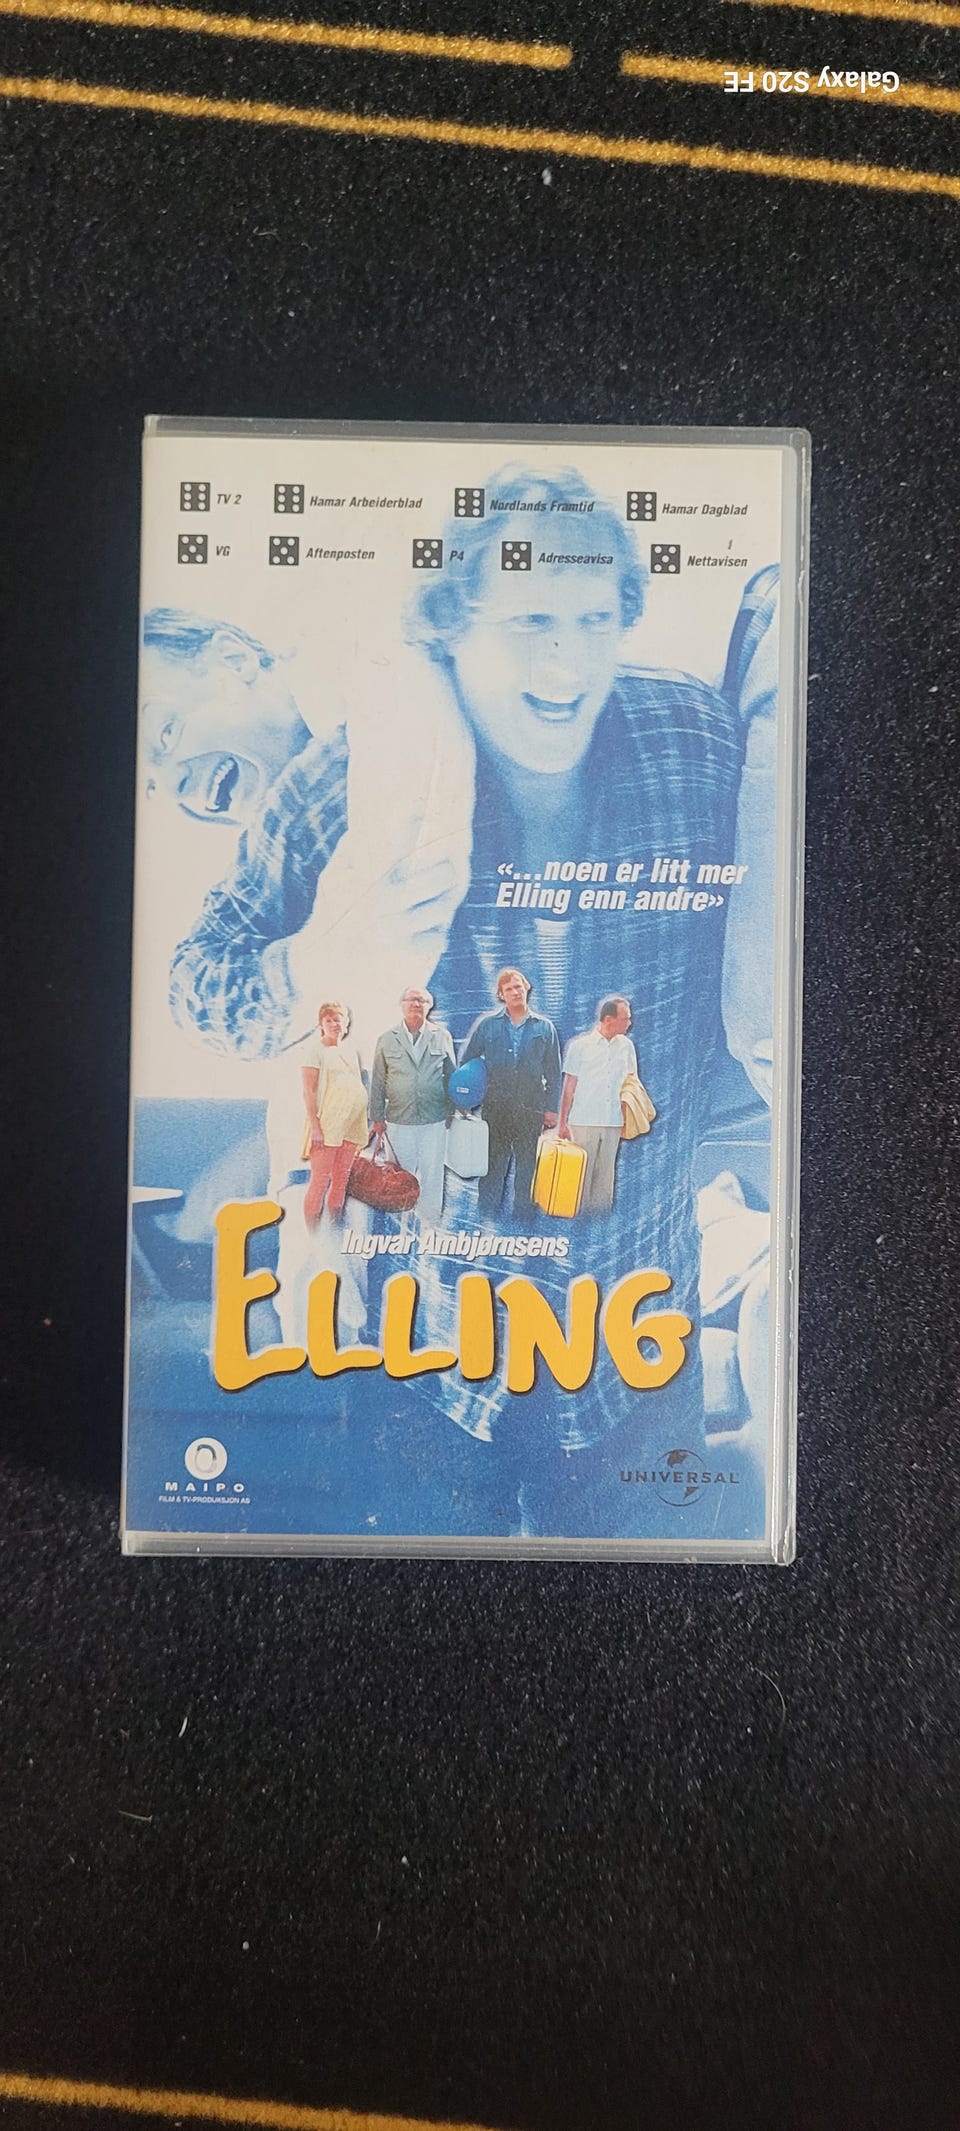 Galaxy S20 FE
TV 2 Hamar Arbeiderblad Nordlands Framtid Hamar Dagblad
VG Aftenposten P4 Adresseavisa Nettavisen
«...noen er litt mer
Elling enn andre»
Ingvar Ambjørnsens
ELLING
MAIPO
FILM & TV-PRODUKSJON AS
UNIVERSAL